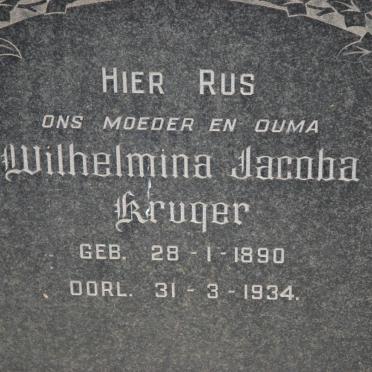 HIER RUS
ONS MOEDER EN OUMA
Wilhelmina Jacoba
Kruger
GEB. 28-1-1890
OORL. 31-3-1934.